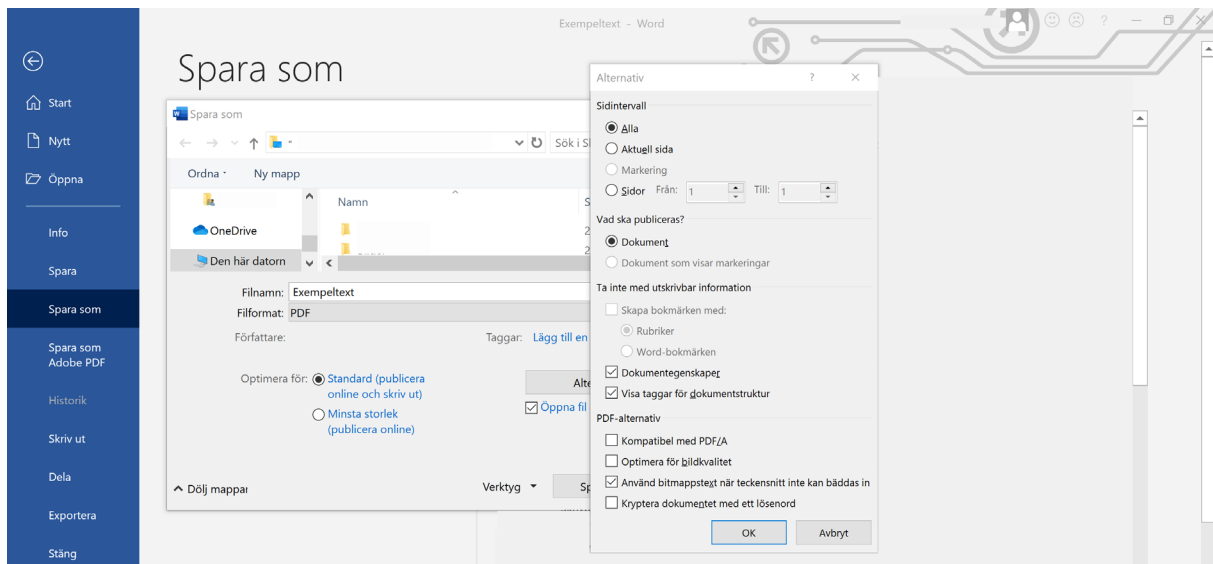 Exempeltext - Word
?
Spara som
Start
Nytt
Öppna
Info
Spara
Spara som
Spara som
Adobe PDF
Historik
Skriv ut
Dela
Exportera
Stäng
Spara som
Sök i
Ordna
Ny mapp
Namn
OneDrive
Den här datorn
Filnamn: Exempeltext
Filformat: PDF
Författare:
Taggar: Lägg till en
Optimera för: Standard (publicera
online och skriv ut)
Minsta storlek
(publicera online)
Öppna fil
Dölj mappar
Verktyg
Alternativ ?
Sidintervall
Alla
Aktuell sida
Markering
Sidor Från: 1 Till: 1
Vad ska publiceras?
Dokument
Dokument som visar markeringar
Ta inte med utskrivbar information
Skapa bokmärken med:
Rubriker
Word-bokmärken
Dokumentegenskaper
Visa taggar för dokumentstruktur
PDF-alternativ
Kompatibel med PDF/A
Optimera för bildkvalitet
Använd bitmappstext när teckensnitt inte kan bäddas in
Kryptera dokumentet med ett lösenord
OK Avbryt